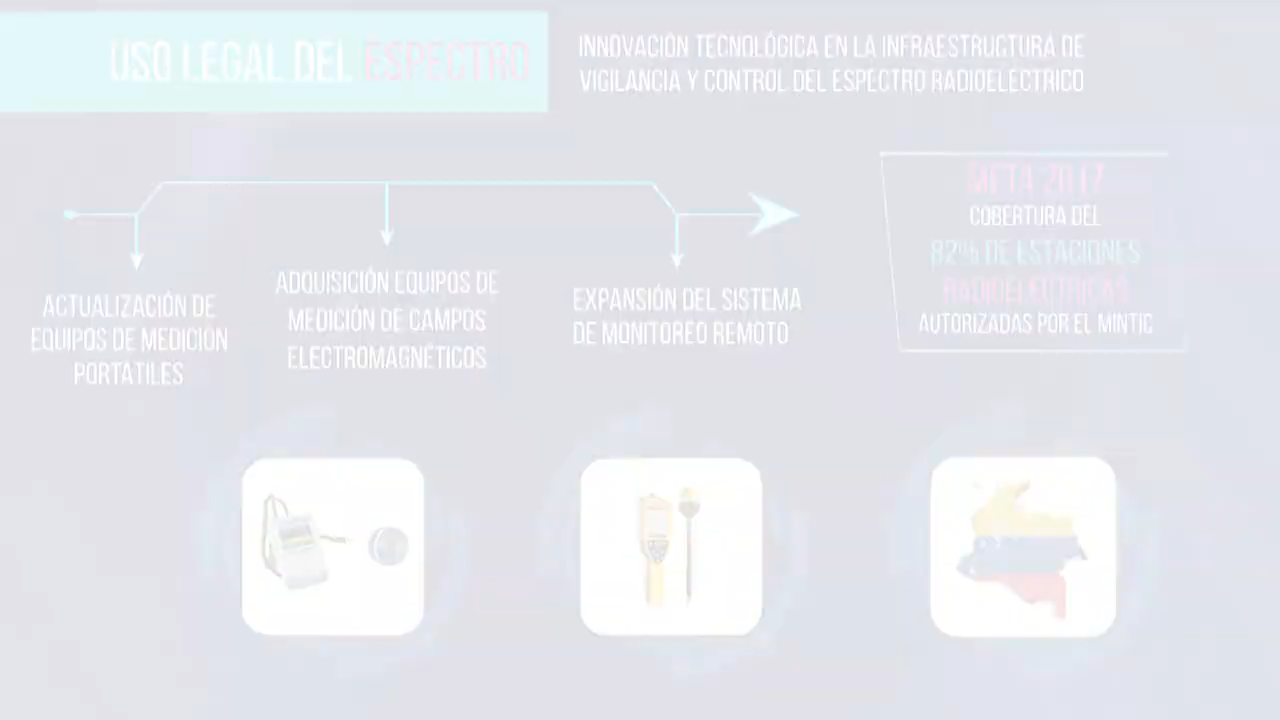 USO LEGAL DEL ESPECTRO
INNOVACIÓN TECNOLÓGICA EN LA INFRAESTRUCTURA DE
VIGILANCIA Y CONTROL DEL ESPECTRO RADIOELÉCTRICO
ACTUALIZACIÓN DE
EQUIPOS DE MEDICIÓN
PORTÁTILES
ADQUISICIÓN EQUIPOS DE
MEDICIÓN DE CAMPOS
ELECTROMAGNÉTICOS
EXPANSIÓN DEL SISTEMA
DE MONITOREO REMOTO
META 2017
COBERTURA DEL
82% DE ESTACIONES
RADIOELÉCTRICAS
AUTORIZADAS POR EL MINTIC